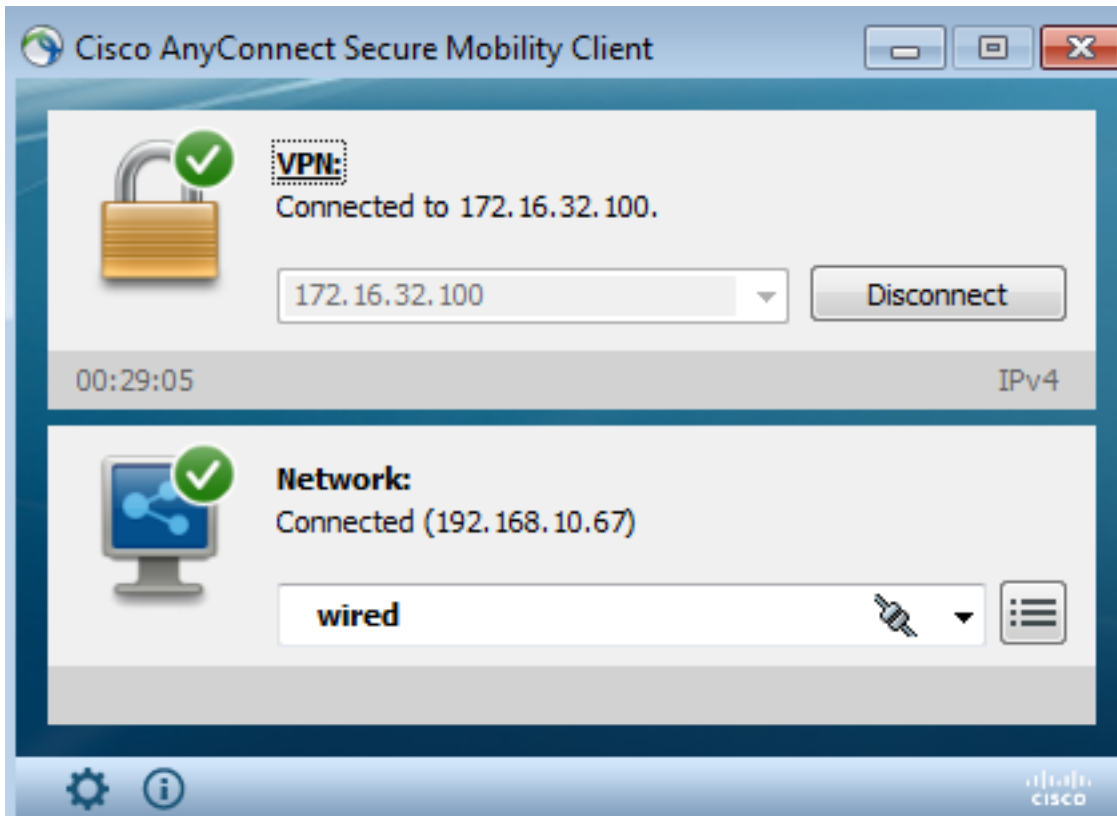 Cisco AnyConnect Secure Mobility Client
VPN:
Connected to 172.16.32.100.
172.16.32.100
Disconnect
00:29:05
IPv4
Network:
Connected (192.168.10.67)
wired
CISCO